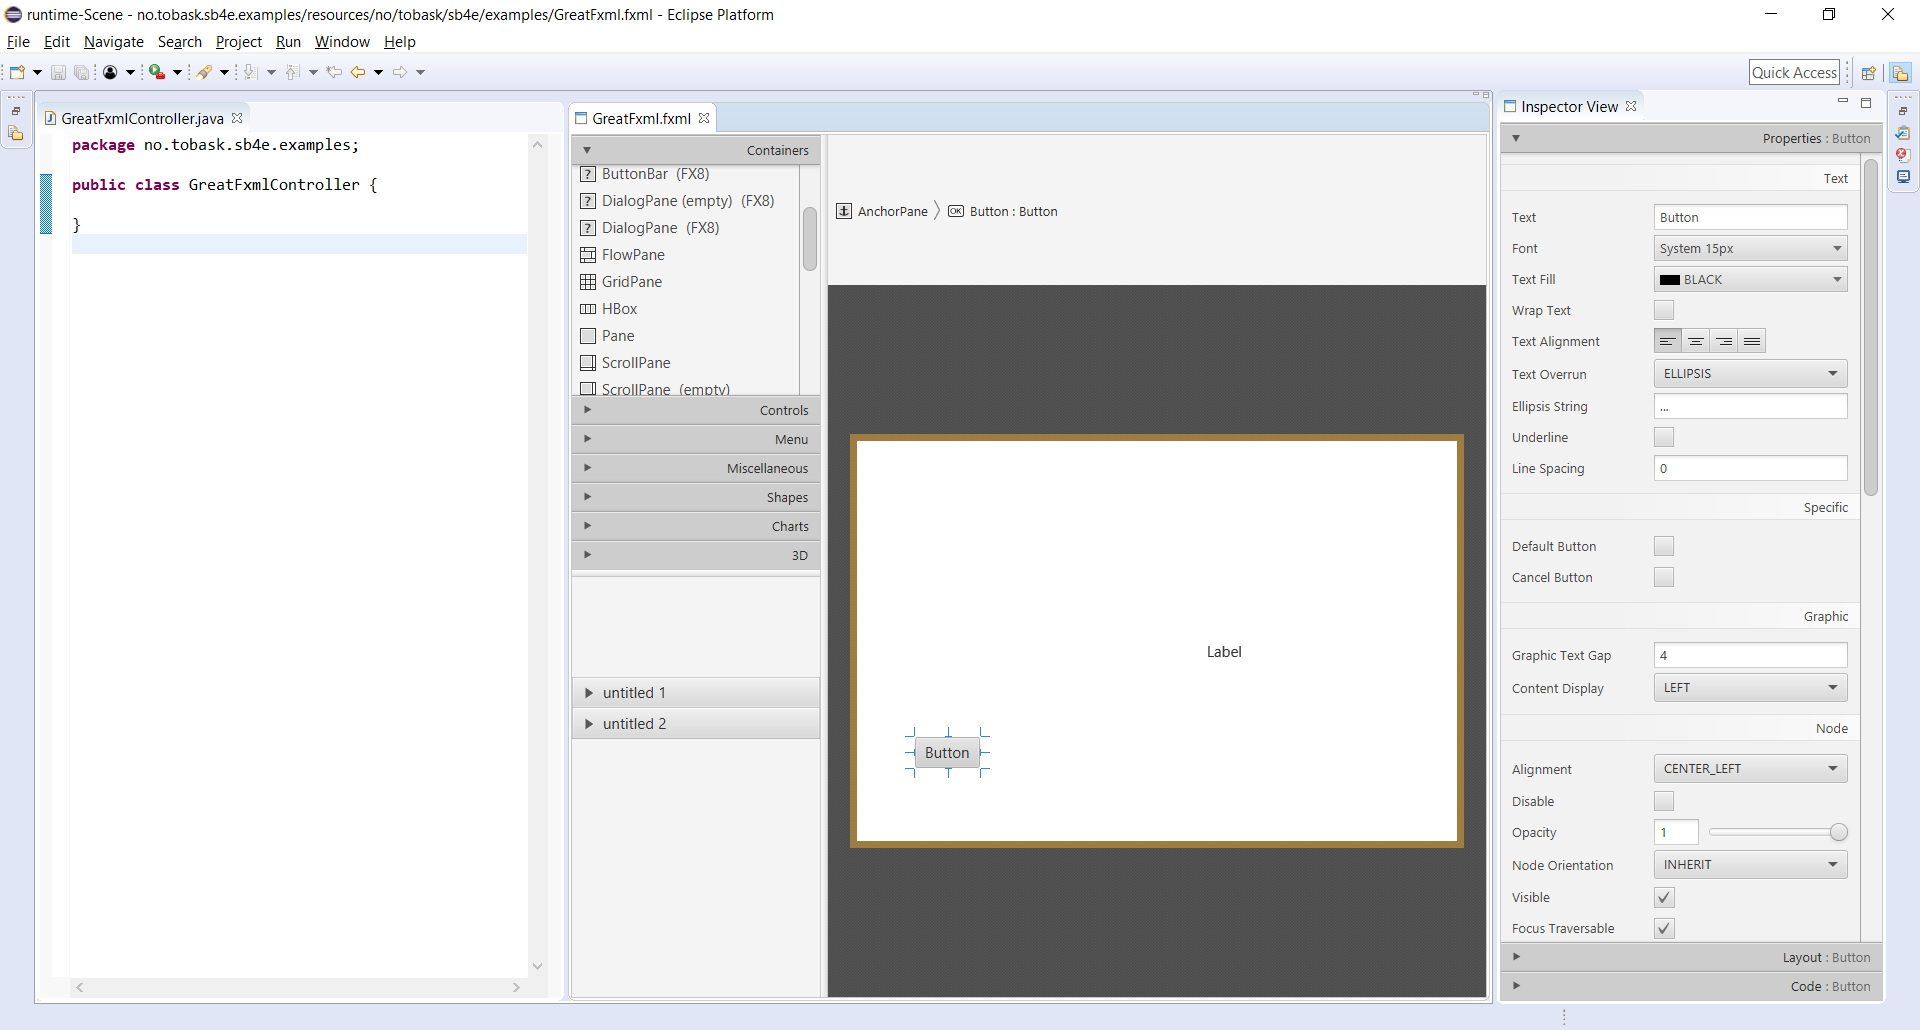 runtime-Scene - no.tobask.sb4e.examples/resources/no/tobask/sb4e/examples/GreatFxml.fxml - Eclipse Platform
File Edit Navigate Search Project Run Window Help
Quick Access
GreatFxmlController.java
package no.tobask.sb4e.examples;
public class GreatFxmlController {
}
GreatFxml.fxml
Containers
ButtonBar (FX8)
DialogPane (empty) (FX8)
DialogPane (FX8)
FlowPane
GridPane
HBox
Pane
ScrollPane
ScrollPane (empty)
Controls
Menu
Miscellaneous
Shapes
Charts
3D
untitled 1
untitled 2
AnchorPane
OK Button : Button
Label
Button
Inspector View
Properties : Button
Text
Text Button
Font System 15px
Text Fill BLACK
Wrap Text
Text Alignment
Text Overrun ELLIPSIS
Ellipsis String ...
Underline
Line Spacing 0
Specific
Default Button
Cancel Button
Graphic
Graphic Text Gap 4
Content Display LEFT
Node
Alignment CENTER_LEFT
Disable
Opacity 1
Node Orientation INHERIT
Visible
Focus Traversable
Layout : Button
Code : Button